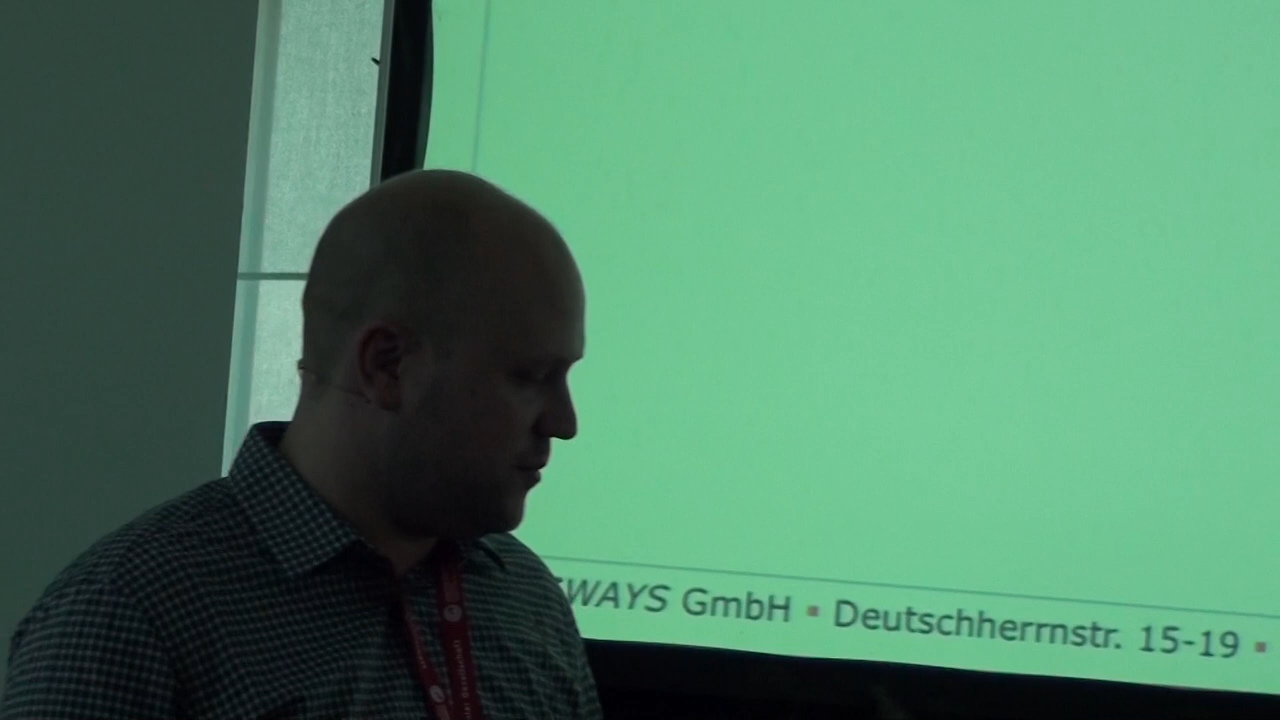 WAYS GmbH ▪ Deutschherrnstr. 15-19 ▪